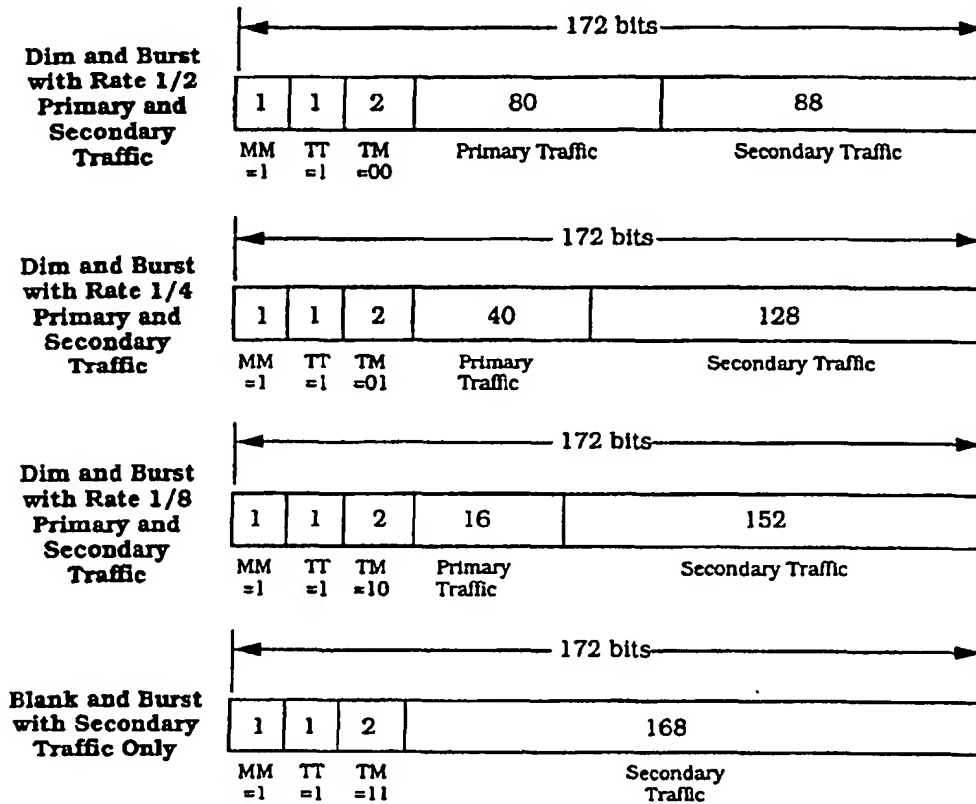 172 bits
Dim and Burst
with Rate 1/2
Primary and
Secondary
Traffic
1 1 2 80 88
MM TT TM Primary Traffic Secondary Traffic
=1 =1 =00
172 bits
Dim and Burst
with Rate 1/4
Primary and
Secondary
Traffic
1 1 2 40 128
MM TT TM Primary Secondary Traffic
=1 =1 =01 Traffic
172 bits
Dim and Burst
with Rate 1/8
Primary and
Secondary
Traffic
1 1 2 16 152
MM TT TM Primary Secondary Traffic
=1 =1 =10 Traffic
172 bits
Blank and Burst
with Secondary
Traffic Only
1 1 2 168
MM TT TM Secondary
=1 =1 =11 Traffic